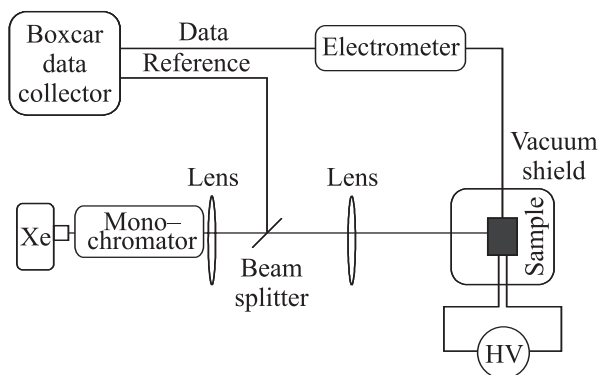 Boxcar
data
collector
Data
Reference
Electrometer
Vacuum
shield
Lens
Lens
Xe
Mono–
chromator
Beam
splitter
Sample
HV